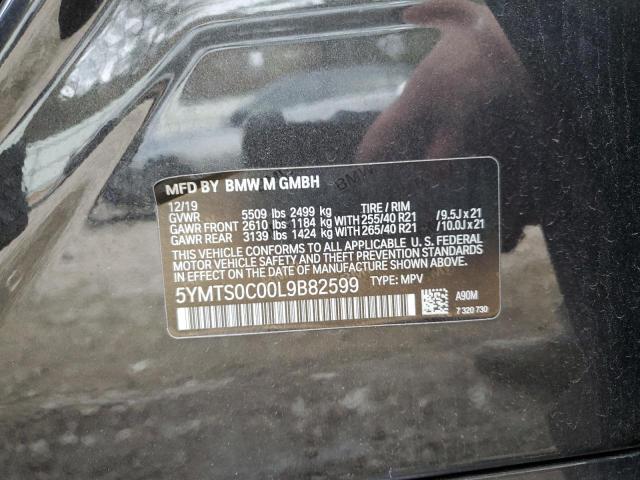 MFD BY BMW M GMBH
12/19 TIRE / RIM
GVWR 5509 lbs 2499 kg
GAWR FRONT 2610 lbs 1184 kg WITH 255/40 R21 /9.5J x 21
GAWR REAR 3139 lbs 1424 kg WITH 265/40 R21 /10.0J x 21
THIS VEHICLE CONFORMS TO ALL APPLICABLE U. S. FEDERAL
MOTOR VEHICLE SAFETY AND THEFT PREVENTION STANDARDS
IN EFFECT ON THE DATE OF MANUFACTURE SHOWN ABOVE.
5YMTS0C00L9B82599 TYPE: MPV
A90M
7 320 730